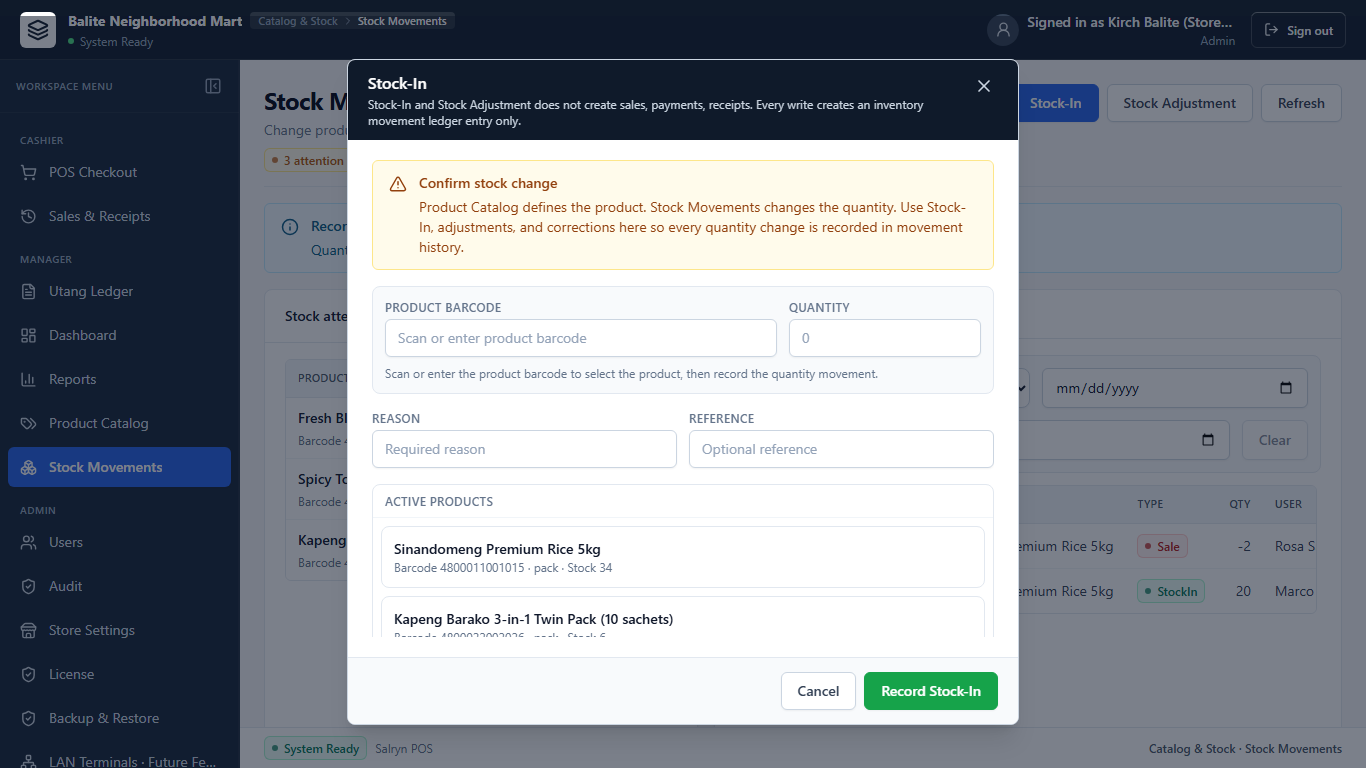 Balite Neighborhood Mart
System Ready
Catalog & Stock > Stock Movements
Signed in as Kirch Balite (Store...
Admin
Sign out
WORKSPACE MENU
CASHIER
POS Checkout
Sales & Receipts
MANAGER
Utang Ledger
Dashboard
Reports
Product Catalog
Stock Movements
ADMIN
Users
Audit
Store Settings
License
Backup & Restore
LAN Terminals · Future Fe...
Stock M
Change produ
3 attention
Stock-In
Stock Adjustment
Refresh
Recor
Quant
Stock atte
PRODUCT
Fresh Bl
Barcode 4
Spicy To
Barcode 4
Kapeng
Barcode 4
mm/dd/yyyy
Clear
TYPE QTY USER
emium Rice 5kg Sale -2 Rosa S
emium Rice 5kg StockIn 20 Marco
Stock-In
Stock-In and Stock Adjustment does not create sales, payments, receipts. Every write creates an inventory
movement ledger entry only.
Confirm stock change
Product Catalog defines the product. Stock Movements changes the quantity. Use Stock-
In, adjustments, and corrections here so every quantity change is recorded in movement
history.
PRODUCT BARCODE
QUANTITY
Scan or enter product barcode
0
Scan or enter the product barcode to select the product, then record the quantity movement.
REASON
REFERENCE
Required reason
Optional reference
ACTIVE PRODUCTS
Sinandomeng Premium Rice 5kg
Barcode 4800011001015 · pack · Stock 34
Kapeng Barako 3-in-1 Twin Pack (10 sachets)
Cancel
Record Stock-In
System Ready
Salryn POS
Catalog & Stock · Stock Movements